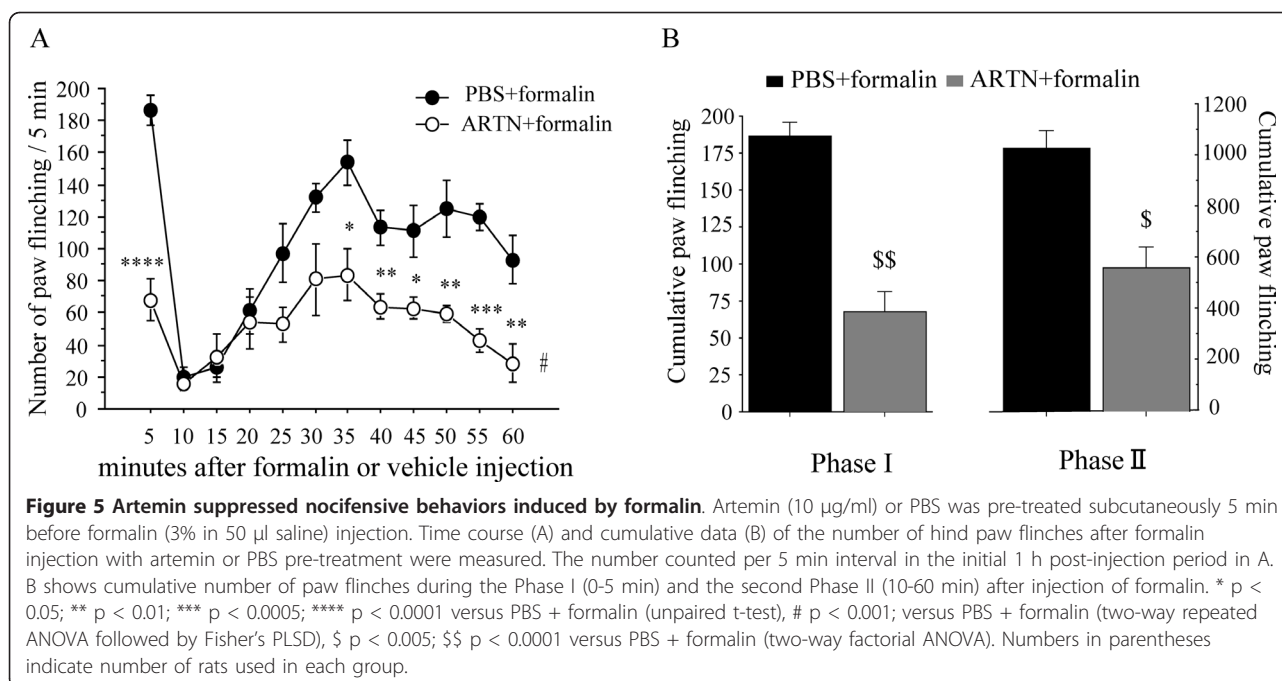 A
PBS+formalin
ARTN+formalin
Number of paw flinching / 5 min
200
180
160
140
120
100
80
60
40
20
0
****
*
**
*
**
***
**
#
5 10 15 20 25 30 35 40 45 50 55 60
minutes after formalin or vehicle injection
B
PBS+formalin ARTN+formalin
Cumulative paw flinching
200
175
150
125
100
75
50
25
0
$$
$
1200
1000
800
600
400
200
0
Cumulative paw flinching
Phase I Phase II
Figure 5 Artemin suppressed nocifensive behaviors induced by formalin. Artemin (10 μg/ml) or PBS was pre-treated subcutaneously 5 min
before formalin (3% in 50 μl saline) injection. Time course (A) and cumulative data (B) of the number of hind paw flinches after formalin
injection with artemin or PBS pre-treatment were measured. The number counted per 5 min interval in the initial 1 h post-injection period in A.
B shows cumulative number of paw flinches during the Phase I (0-5 min) and the second Phase II (10-60 min) after injection of formalin. * p <
0.05; ** p < 0.01; *** p < 0.0005; **** p < 0.0001 versus PBS + formalin (unpaired t-test), # p < 0.001; versus PBS + formalin (two-way repeated
ANOVA followed by Fisher's PLSD), $ p < 0.005; $$ p < 0.0001 versus PBS + formalin (two-way factorial ANOVA). Numbers in parentheses
indicate number of rats used in each group.